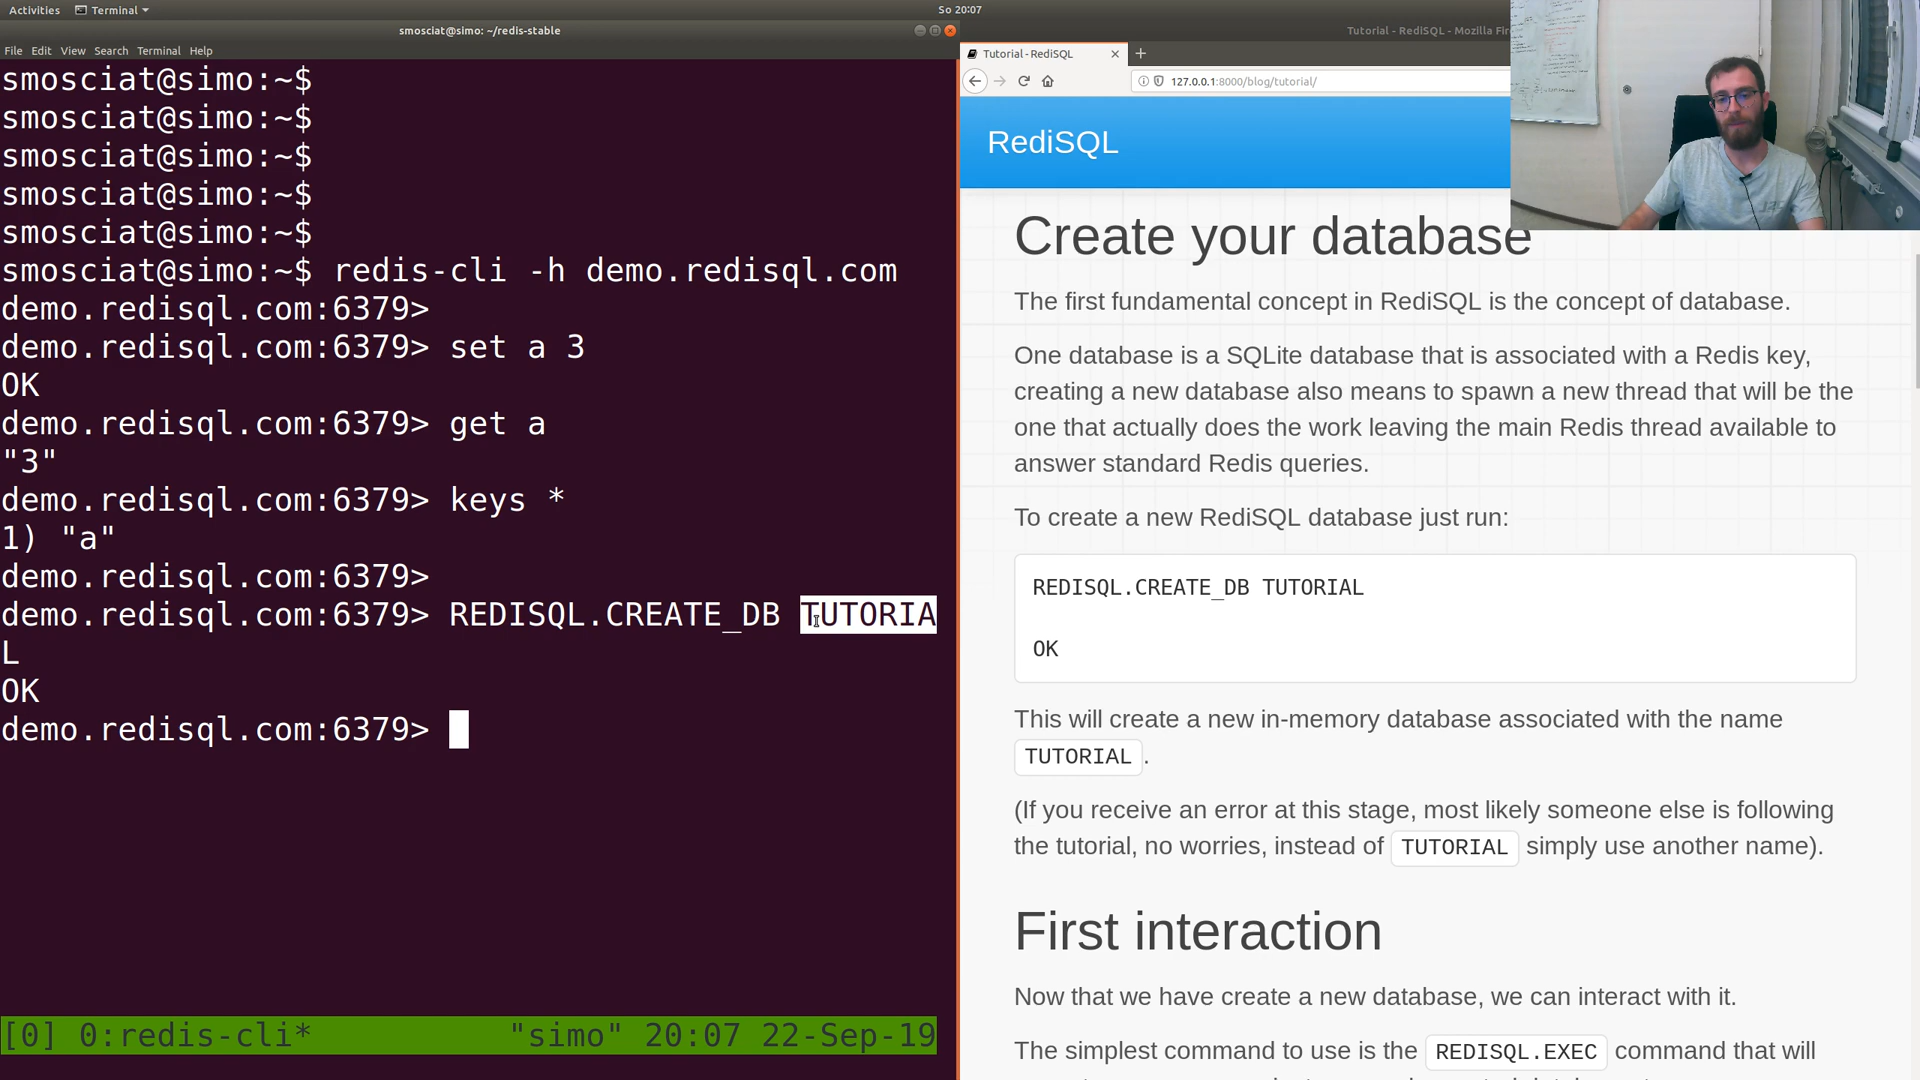 Activities
Terminal
So 20:07
smosciat@simo: ~/redis-stable
File Edit View Search Terminal Help
smosciat@simo:~$
smosciat@simo:~$
smosciat@simo:~$
smosciat@simo:~$
smosciat@simo:~$
smosciat@simo:~$ redis-cli -h demo.redisql.com
demo.redisql.com:6379>
demo.redisql.com:6379> set a 3
OK
demo.redisql.com:6379> get a
"3"
demo.redisql.com:6379> keys *
1) "a"
demo.redisql.com:6379>
demo.redisql.com:6379> REDISQL.CREATE_DB TUTORIA
L
OK
demo.redisql.com:6379>
[0] 0:redis-cli* "simo" 20:07 22-Sep-19
Tutorial - RediSQL - Mozilla Fir
Tutorial - RediSQL
127.0.0.1:8000/blog/tutorial/
RediSQL
Create your database
The first fundamental concept in RediSQL is the concept of database.
One database is a SQLite database that is associated with a Redis key,
creating a new database also means to spawn a new thread that will be the
one that actually does the work leaving the main Redis thread available to
answer standard Redis queries.
To create a new RediSQL database just run:
REDISQL.CREATE_DB TUTORIAL
OK
This will create a new in-memory database associated with the name
TUTORIAL.
(If you receive an error at this stage, most likely someone else is following
the tutorial, no worries, instead of TUTORIAL simply use another name).
First interaction
Now that we have create a new database, we can interact with it.
The simplest command to use is the REDISQL.EXEC command that will